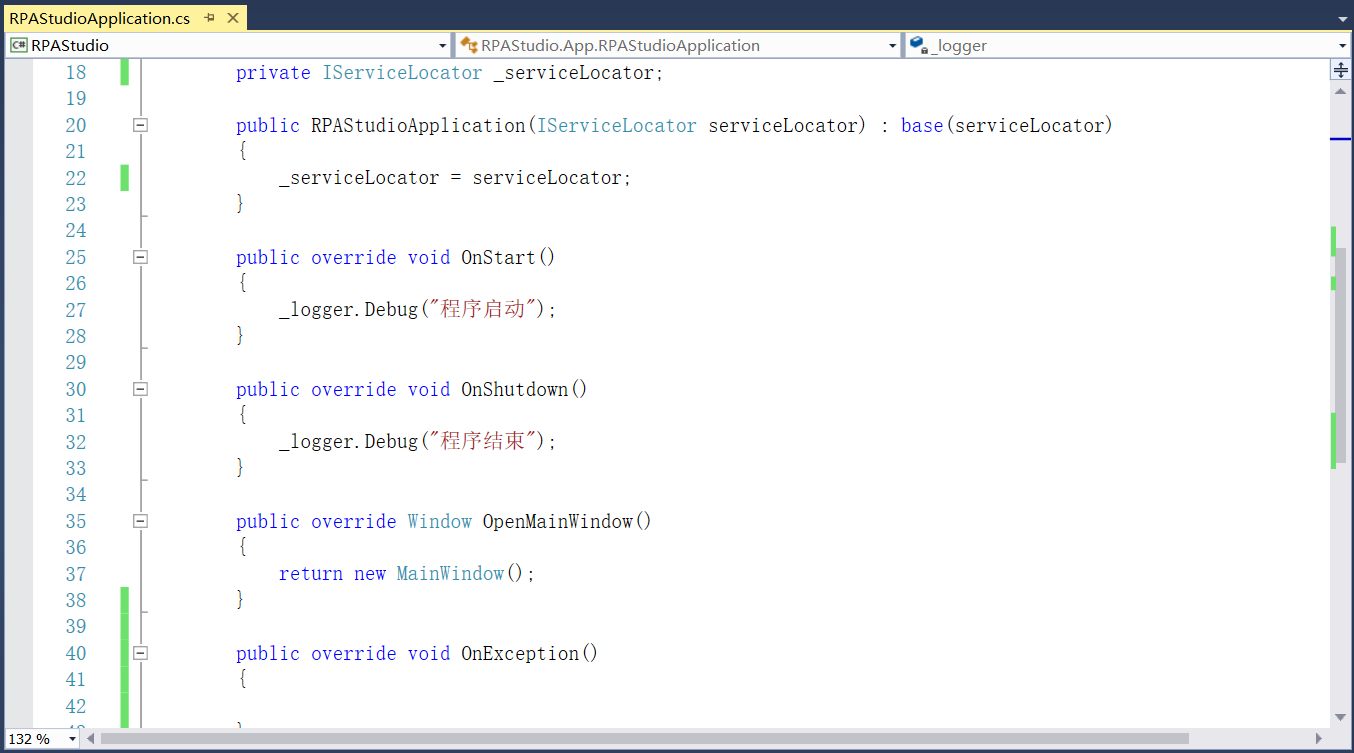 RPAStudioApplication.cs
RPAStudio RPAStudio.App.RPAStudioApplication _logger
18 private IServiceLocator _serviceLocator;
19
20 public RPAStudioApplication(IServiceLocator serviceLocator) : base(serviceLocator)
21 {
22 _serviceLocator = serviceLocator;
23 }
24
25 public override void OnStart()
26 {
27 _logger.Debug("程序启动");
28 }
29
30 public override void OnShutdown()
31 {
32 _logger.Debug("程序结束");
33 }
34
35 public override Window OpenMainWindow()
36 {
37 return new MainWindow();
38 }
39
40 public override void OnException()
41 {
42
132 %